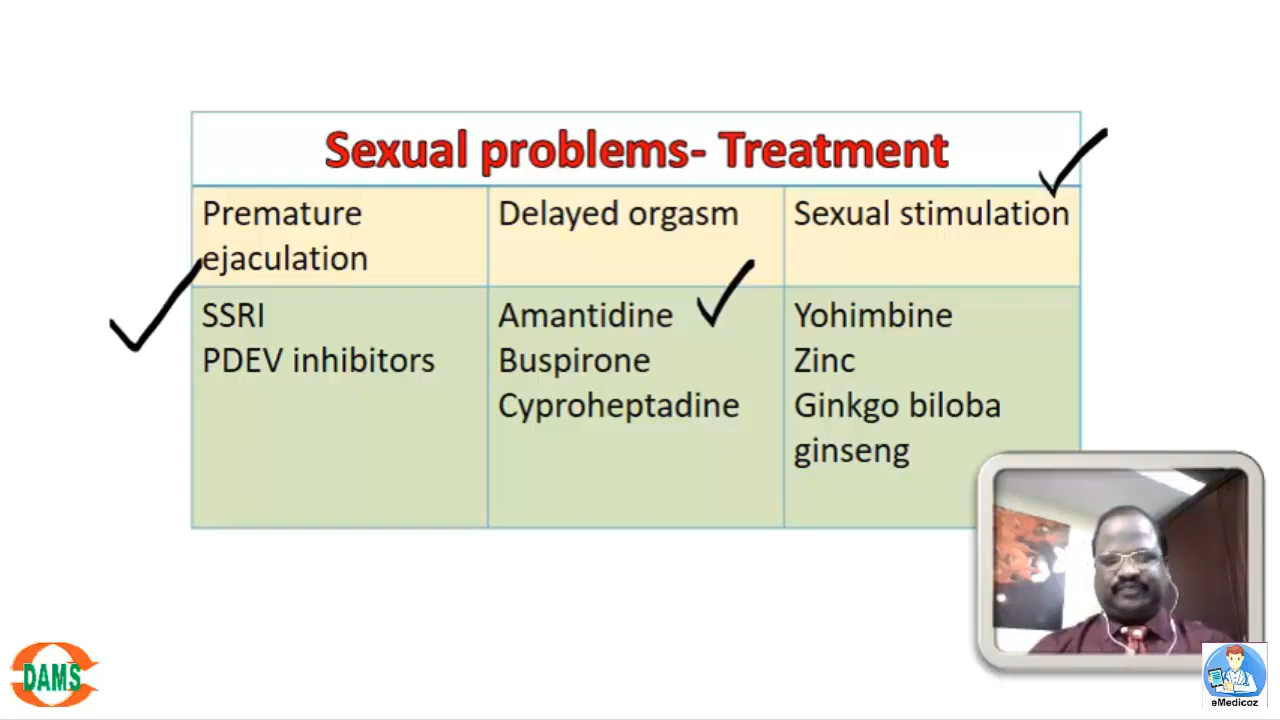 Sexual problems- Treatment
Premature
ejaculation
Delayed orgasm
Sexual stimulation
SSRI
PDEV inhibitors
Amantidine
Buspirone
Cyproheptadine
Yohimbine
Zinc
Ginkgo biloba
ginseng
DAMS
eMedicoz